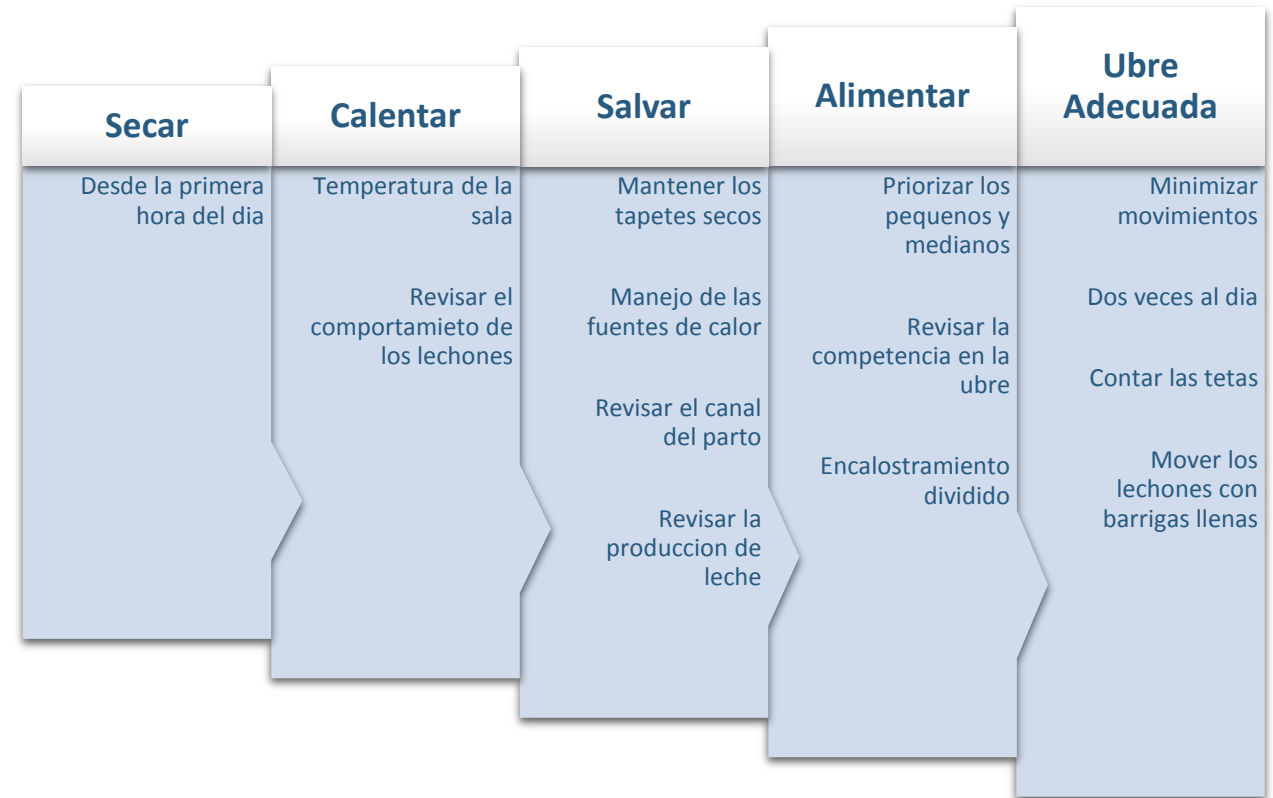 Secar
Desde la primera
hora del dia
Calentar
Temperatura de la
sala
Revisar el
comportamieto de
los lechones
Salvar
Mantener los
tapetes secos
Manejo de las
fuentes de calor
Revisar el canal
del parto
Revisar la
produccion de
leche
Alimentar
Priorizar los
pequenos y
medianos
Revisar la
competencia en la
ubre
Encalostramiento
dividido
Ubre
Adecuada
Minimizar
movimientos
Dos veces al dia
Contar las tetas
Mover los
lechones con
barrigas llenas